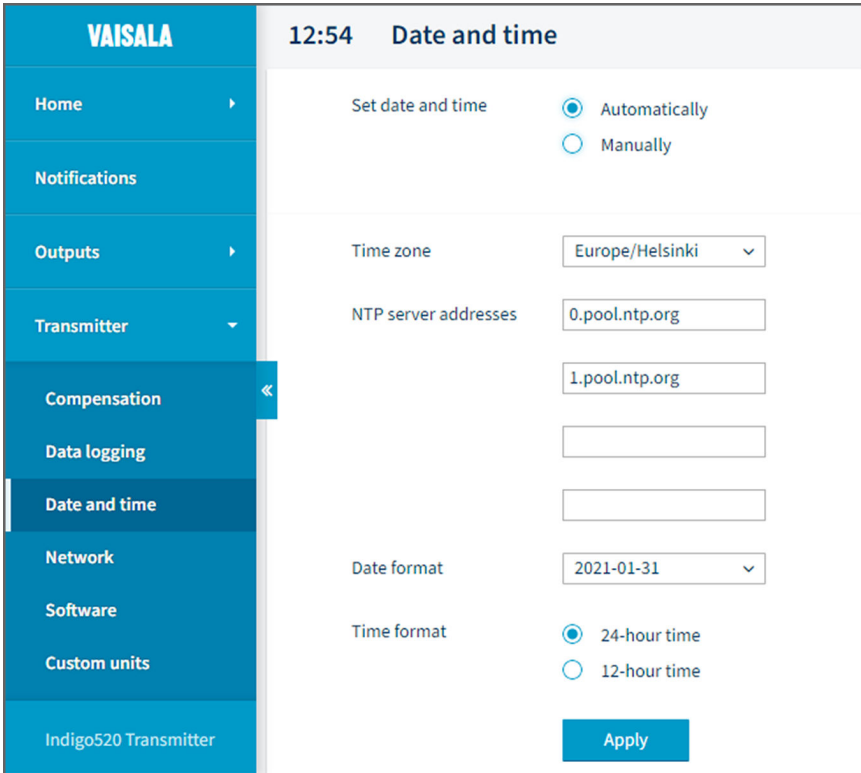 VAISALA
12:54 Date and time
Home
Notifications
Outputs
Transmitter
Compensation
Data logging
Date and time
Network
Software
Custom units
Indigo520 Transmitter
Set date and time
Automatically
Manually
Time zone
Europe/Helsinki
NTP server addresses
0.pool.ntp.org
1.pool.ntp.org
Date format
2021-01-31
Time format
24-hour time
12-hour time
Apply